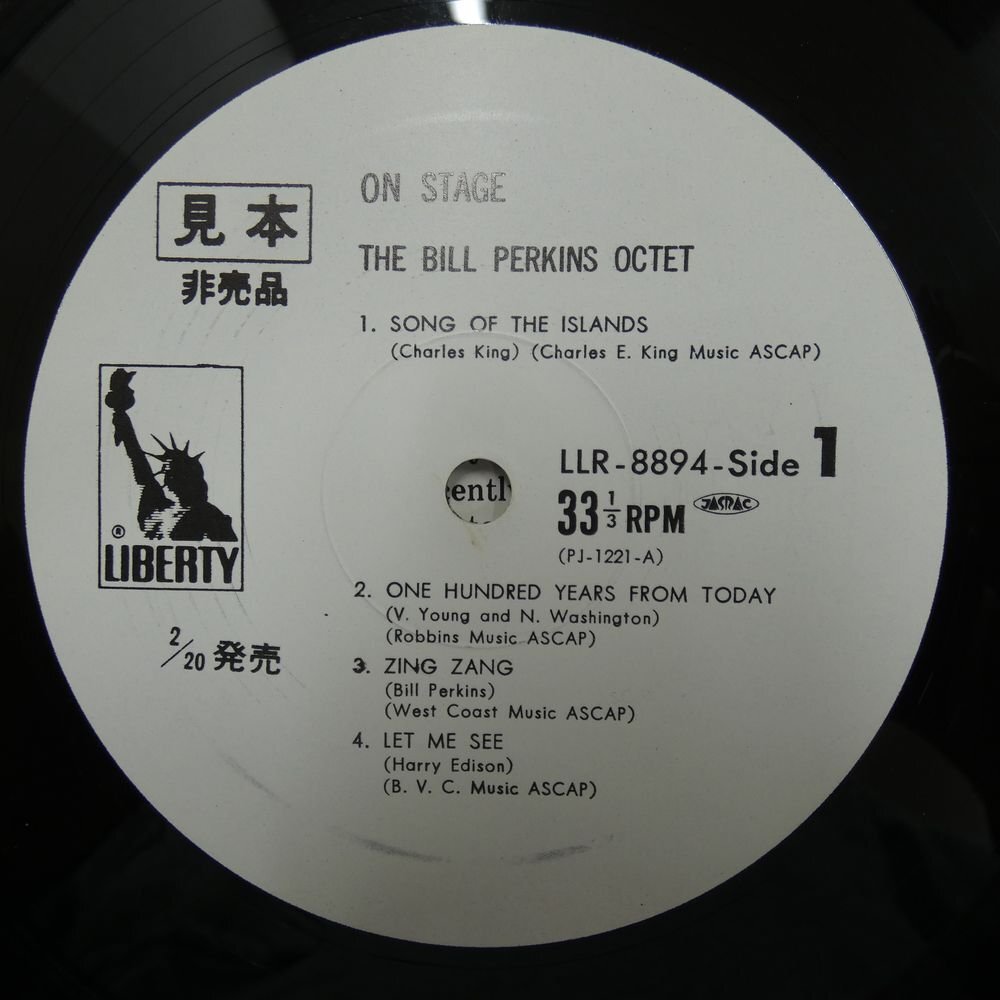 ON STAGE
見本
非売品
THE BILL PERKINS OCTET
1. SONG OF THE ISLANDS
(Charles King) (Charles E. King Music ASCAP)
® LIBERTY
LLR-8894-Side 1
33 1/3 RPM
JASRAC
(PJ-1221-A)
entl
2. ONE HUNDRED YEARS FROM TODAY
(V. Young and N. Washington)
(Robbins Music ASCAP)
2/20 発売
3. ZING ZANG
(Bill Perkins)
(West Coast Music ASCAP)
4. LET ME SEE
(Harry Edison)
(B. V. C. Music ASCAP)